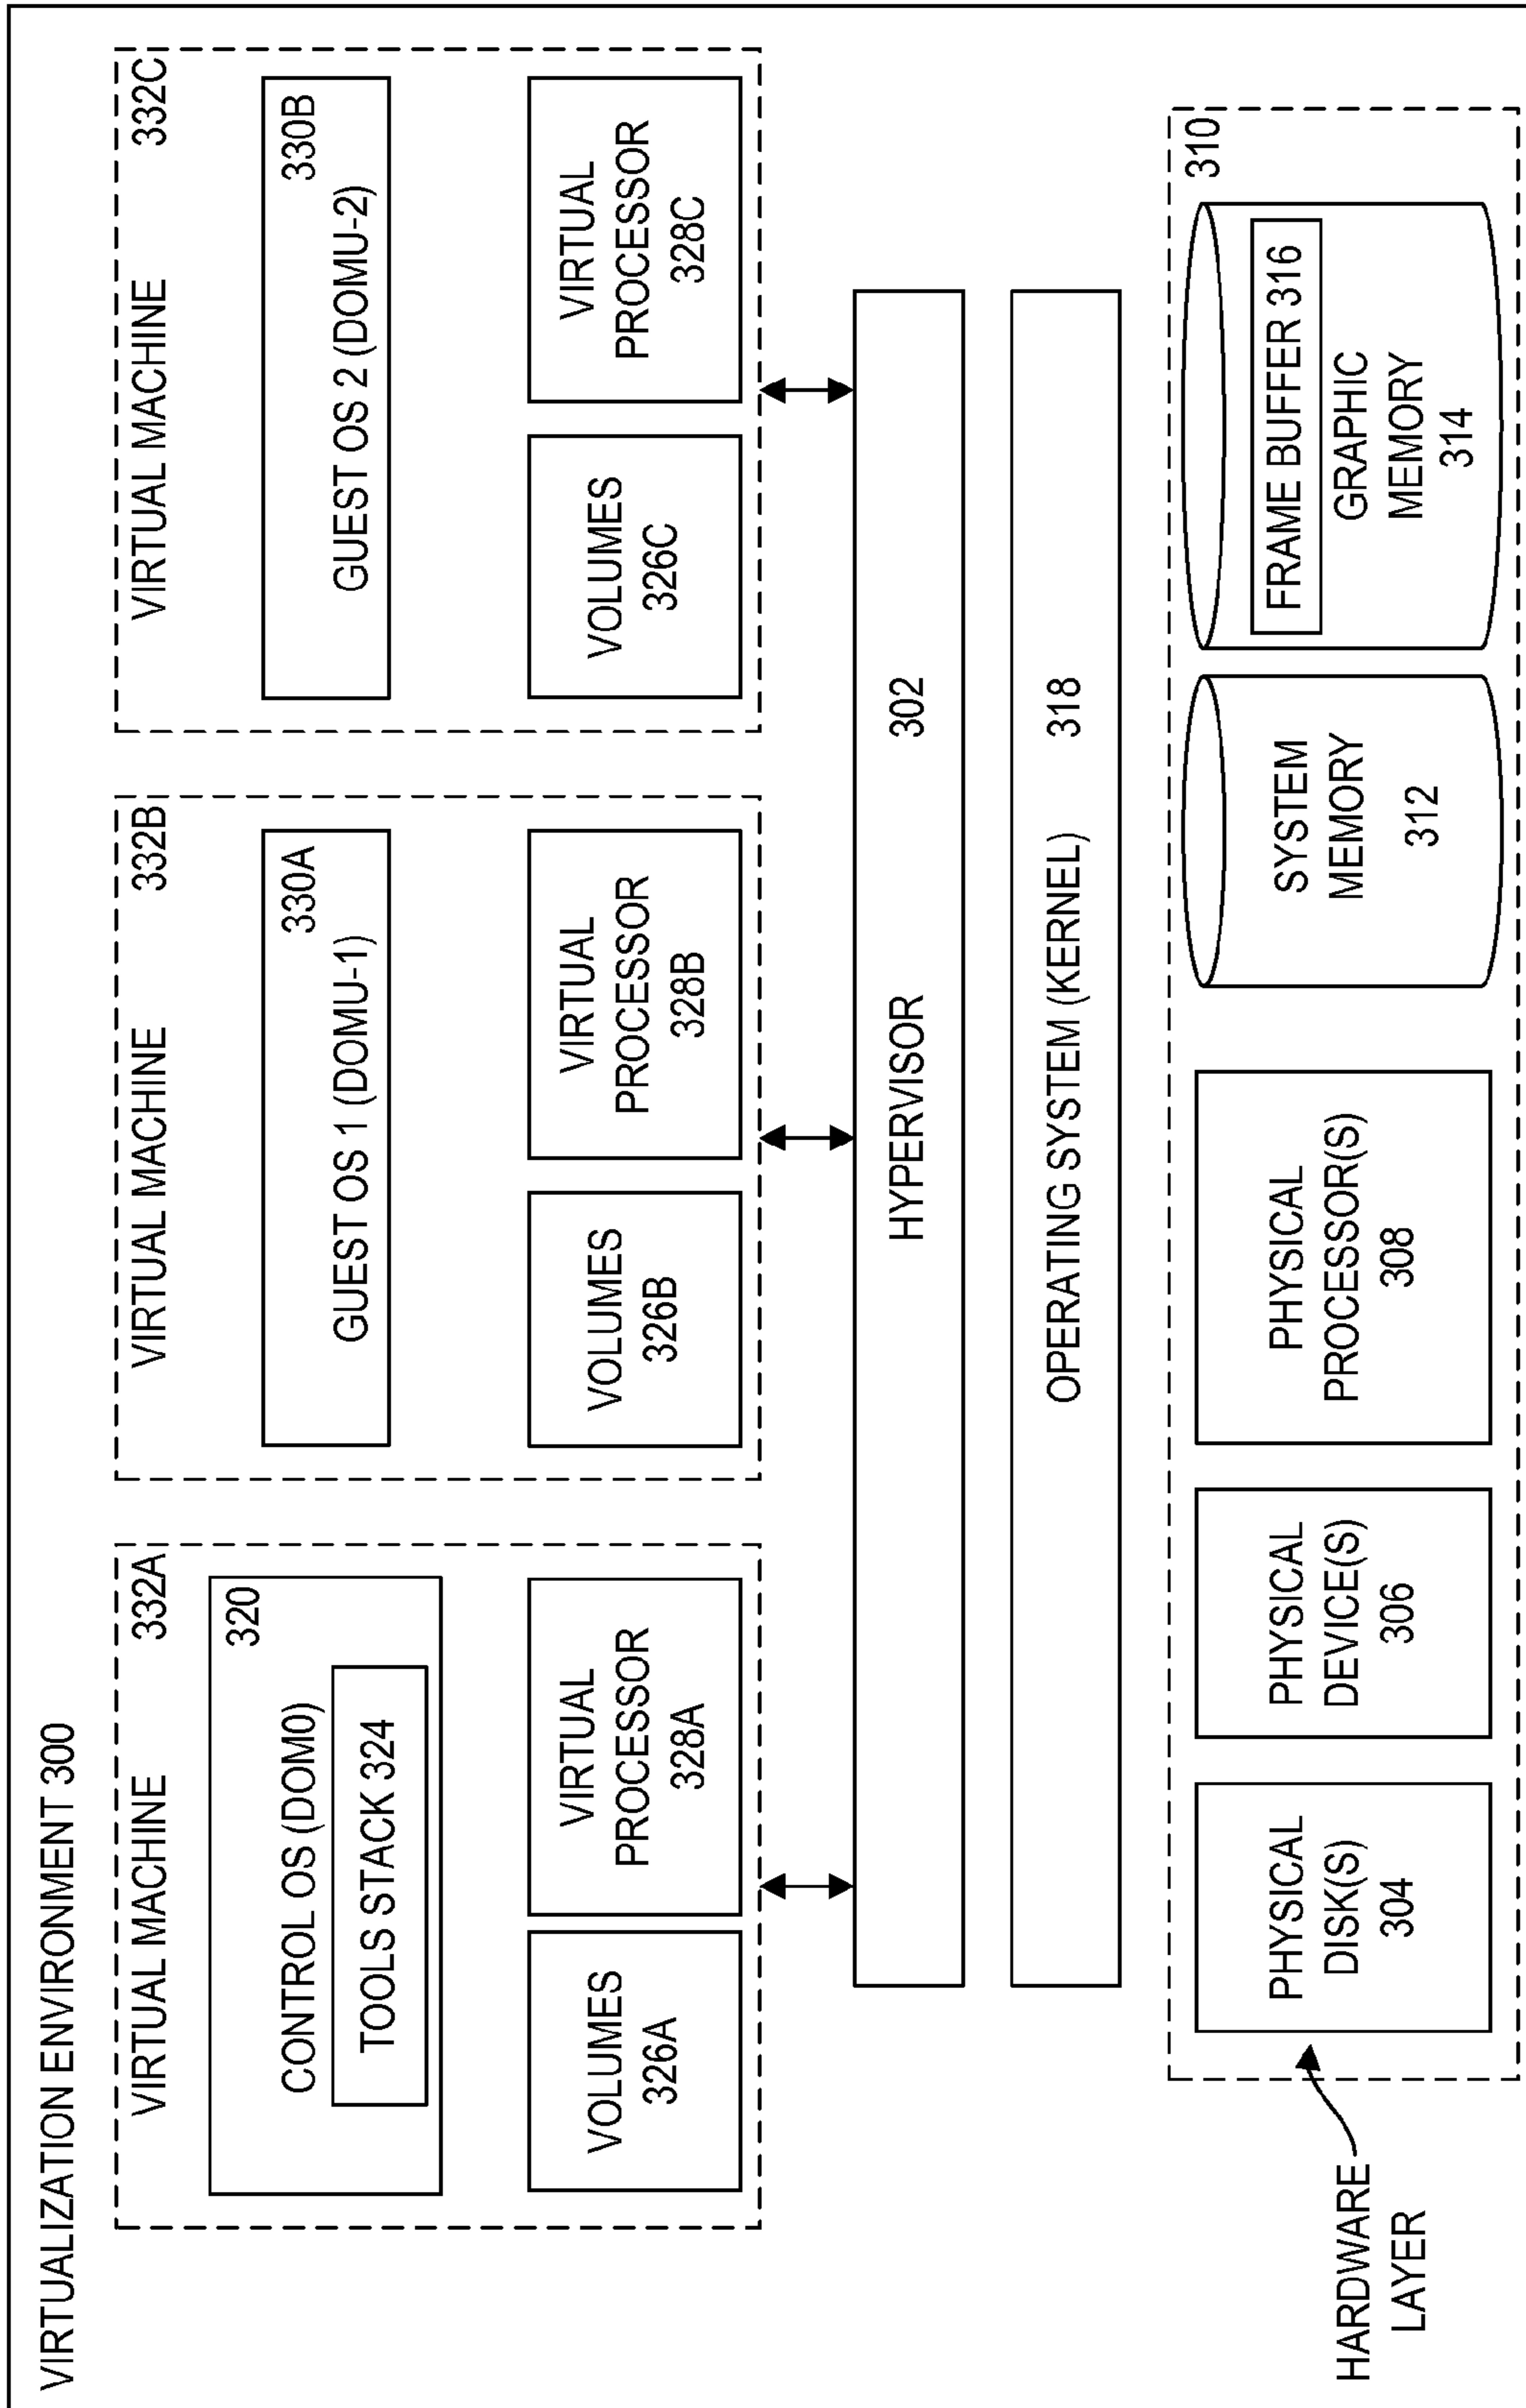 VIRTUALIZATION ENVIRONMENT 300
VIRTUAL MACHINE
332A
CONTROL OS (DOM0)
320
TOOLS STACK 324
VOLUMES
326A
VIRTUAL
PROCESSOR
328A
VIRTUAL MACHINE
332B
330A
GUEST OS 1 (DOMU-1)
VOLUMES
326B
VIRTUAL
PROCESSOR
328B
VIRTUAL MACHINE
332C
330B
GUEST OS 2 (DOMU-2)
VOLUMES
326C
VIRTUAL
PROCESSOR
328C
HYPERVISOR
302
OPERATING SYSTEM (KERNEL)
318
HARDWARE
LAYER
310
PHYSICAL
DISK(S)
304
PHYSICAL
DEVICE(S)
306
PHYSICAL
PROCESSOR(S)
308
SYSTEM
MEMORY
312
FRAME BUFFER 316
GRAPHIC
MEMORY
314